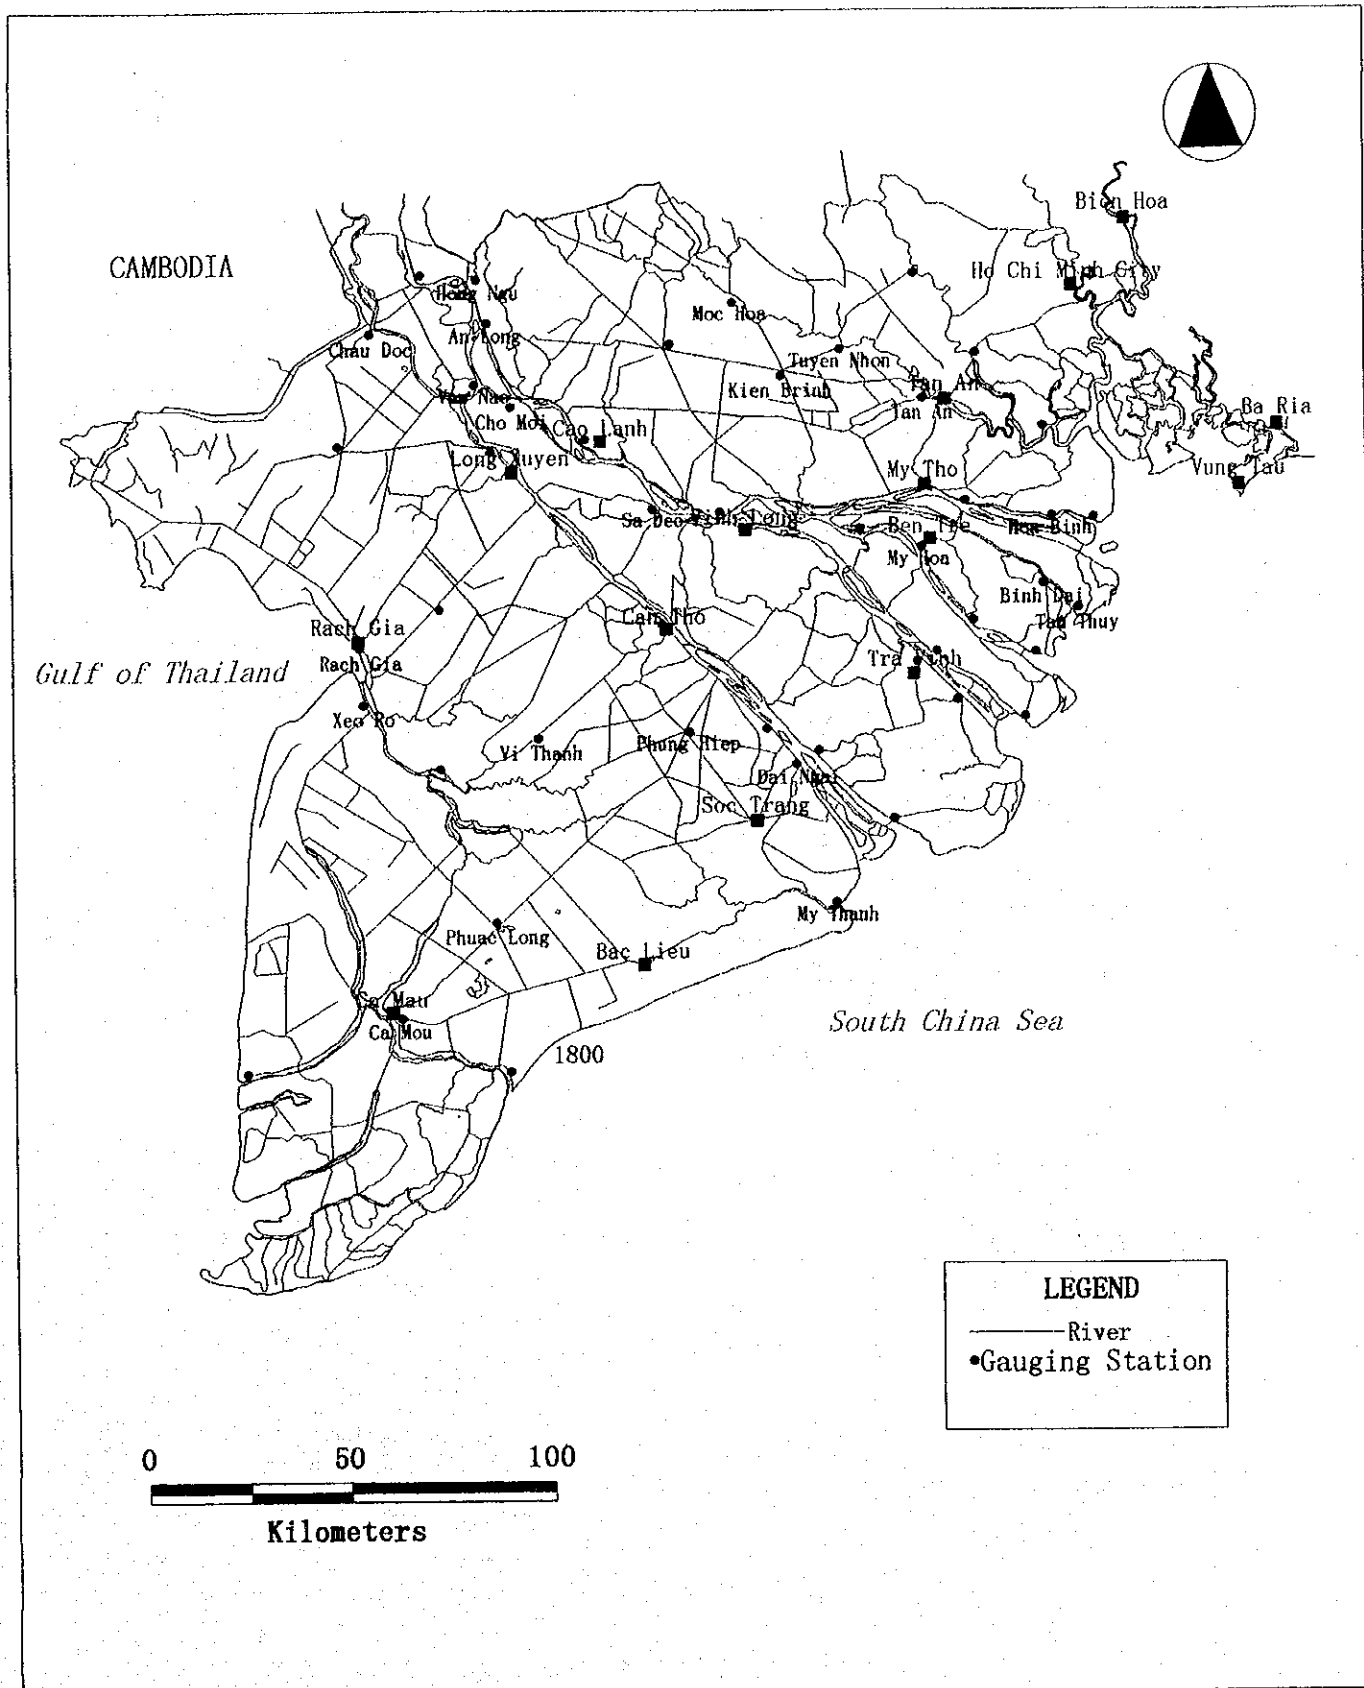 Bien Hoa
CAMBODIA
Ho Chi Minh City
Hong Ngu
Moc Hoa
An Long
Chau Doc
Tuyen Nhon
Kien Brinh
Tan An
Vam Nao
Tan An
Ba Ria
Cho Moi
Cao Lanh
Long Xuyen
My Tho
Vung Tau
Sa Deo
Vinh Long
Ben Tre
Hoa Binh
My Hoa
Binh Dai
Tan Thuy
Can Tho
Rach Gia
Rach Gia
Tra Vinh
Gulf of Thailand
Xeo Ro
Vi Thanh
Phung Hiep
Dai Ngai
Soc Trang
My Thanh
Phuac Long
Bac Lieu
Ca Mau
Ca Mou
South China Sea
1800
LEGEND
River
Gauging Station
0 50 100
Kilometers